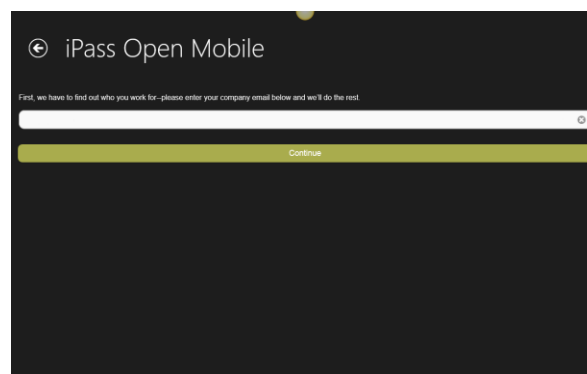 iPass Open Mobile
First, we have to find out who you work for--please enter your company email below and we'll do the rest.
Continue